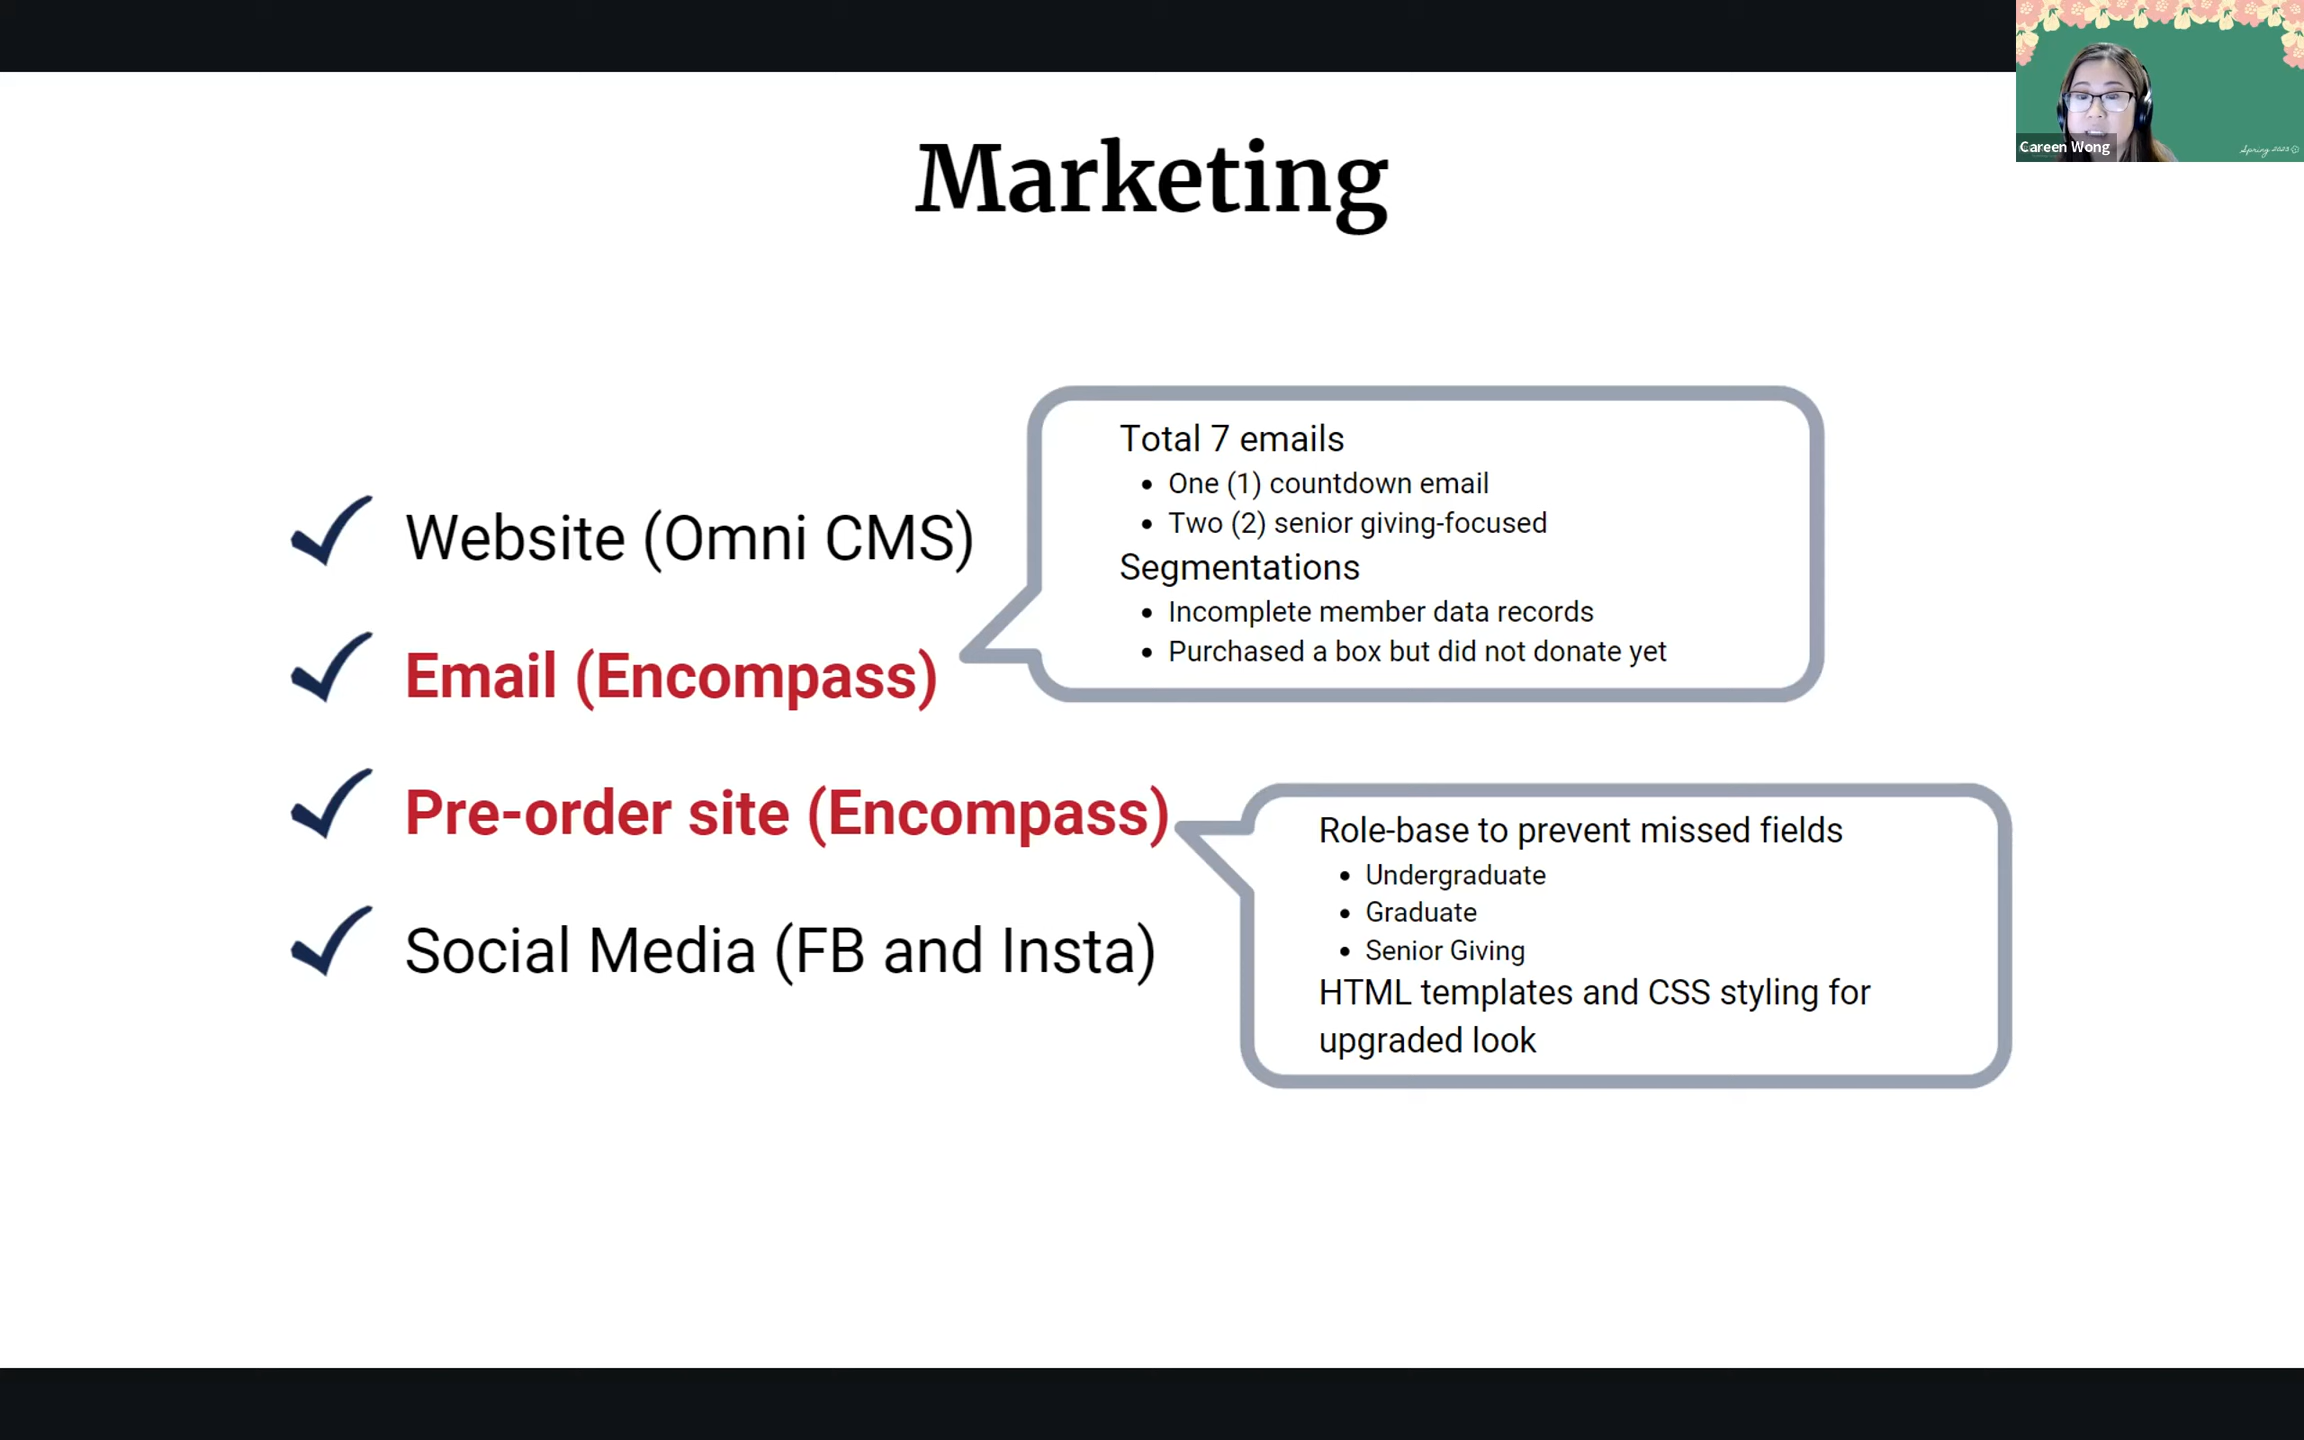 Marketing
Website (Omni CMS)
Email (Encompass)
Pre-order site (Encompass)
Social Media (FB and Insta)
Total 7 emails
One (1) countdown email
Two (2) senior giving-focused
Segmentations
Incomplete member data records
Purchased a box but did not donate yet
Role-base to prevent missed fields
Undergraduate
Graduate
Senior Giving
HTML templates and CSS styling for
upgraded look
Careen Wong
Spring 2023